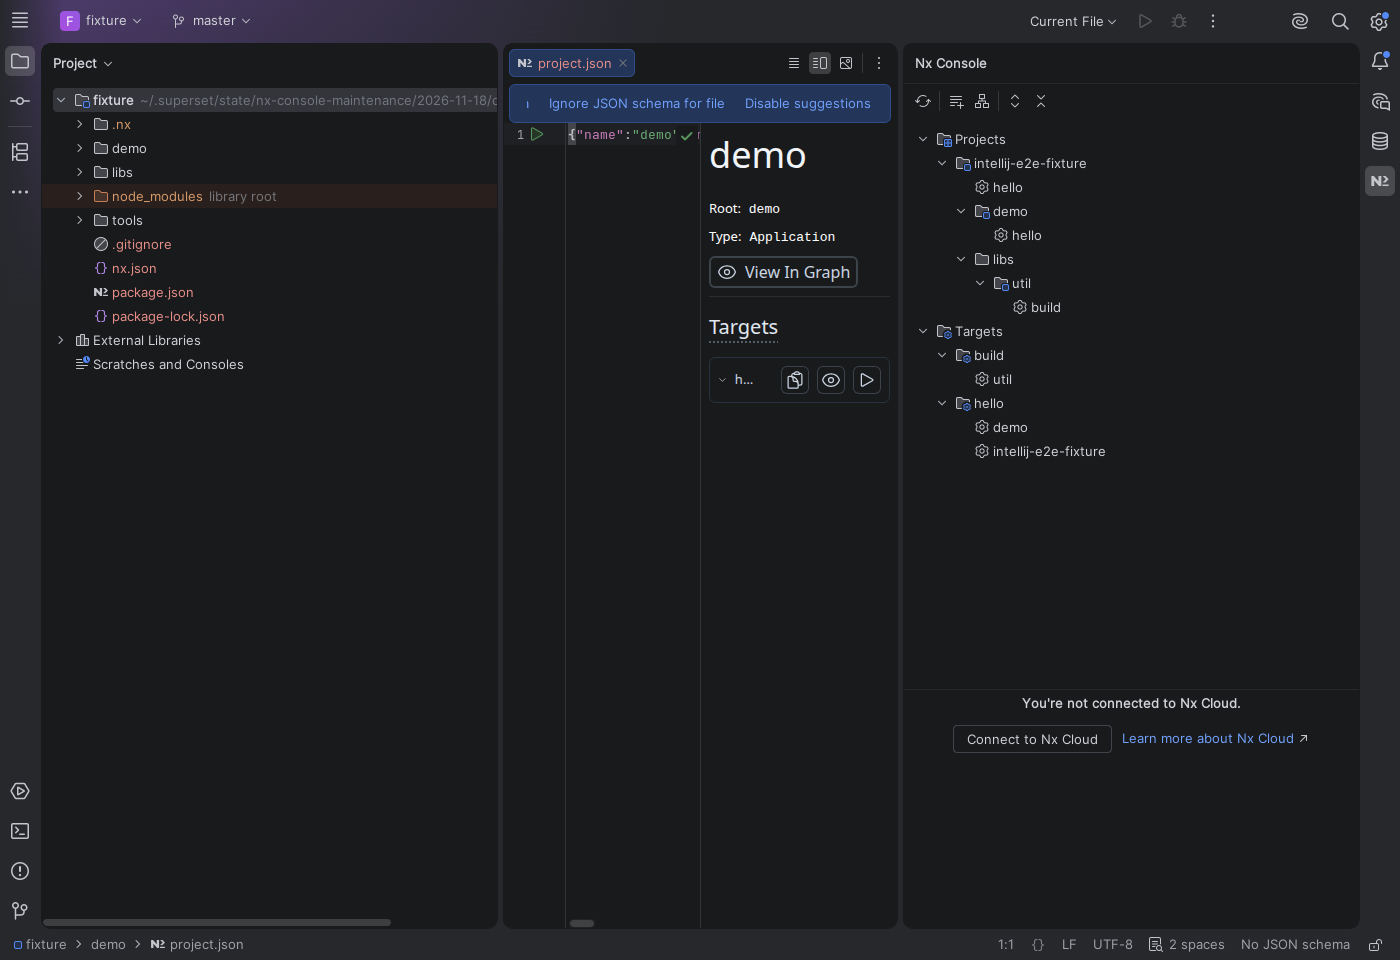 F fixture master Current File
Project
fixture ~/.superset/state/nx-console-maintenance/2026-11-18/c
.nx
demo
libs
node_modules library root
tools
.gitignore
nx.json
package.json
package-lock.json
External Libraries
Scratches and Consoles
project.json
Ignore JSON schema for file Disable suggestions
1 {"name":"demo"
demo
Root: demo
Type: Application
View In Graph
Targets
h...
Nx Console
Projects
intellij-e2e-fixture
hello
demo
hello
libs
util
build
Targets
build
util
hello
demo
intellij-e2e-fixture
You're not connected to Nx Cloud.
Connect to Nx Cloud Learn more about Nx Cloud ↗
fixture demo project.json 1:1 {} LF UTF-8 2 spaces No JSON schema